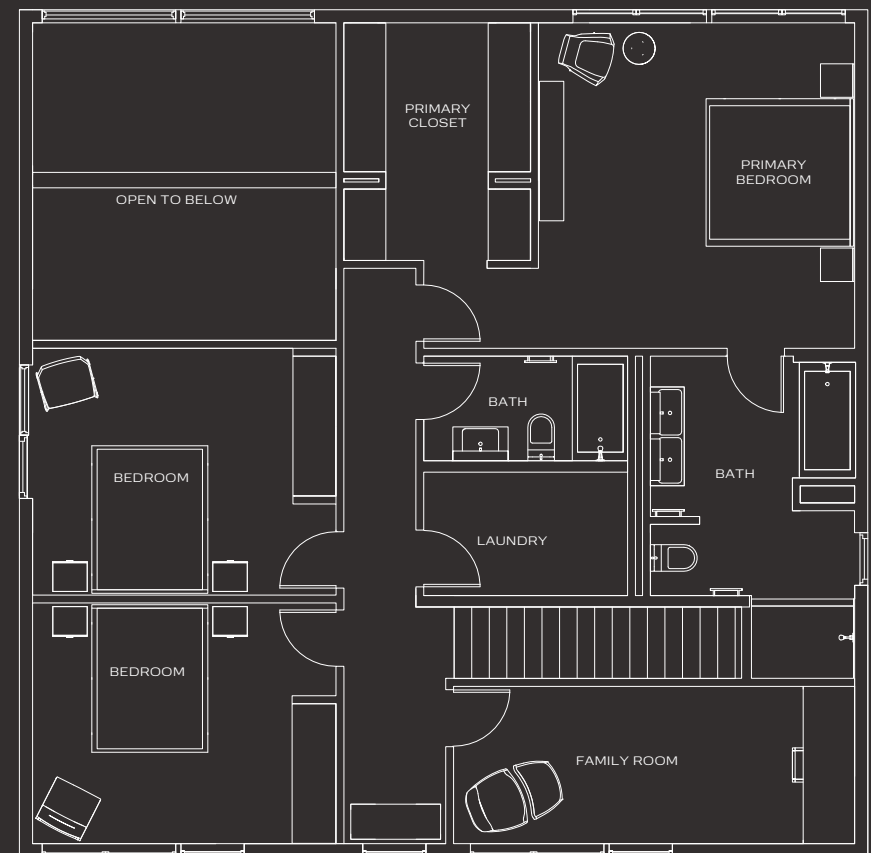 PRIMARY
CLOSET
PRIMARY
BEDROOM
OPEN TO BELOW
BATH
BEDROOM
BATH
LAUNDRY
BEDROOM
FAMILY ROOM